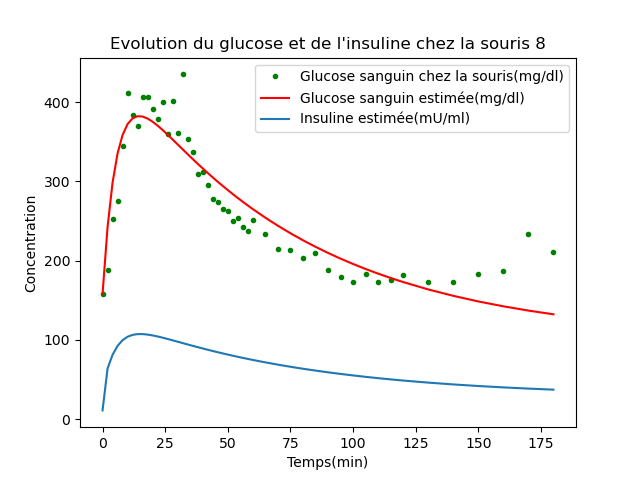 Evolution du glucose et de l'insuline chez la souris 8
Glucose sanguin chez la souris(mg/dl)
Glucose sanguin estimée(mg/dl)
Insuline estimée(mU/ml)
Concentration
400
300
200
100
0
0 25 50 75 100 125 150 175
Temps(min)